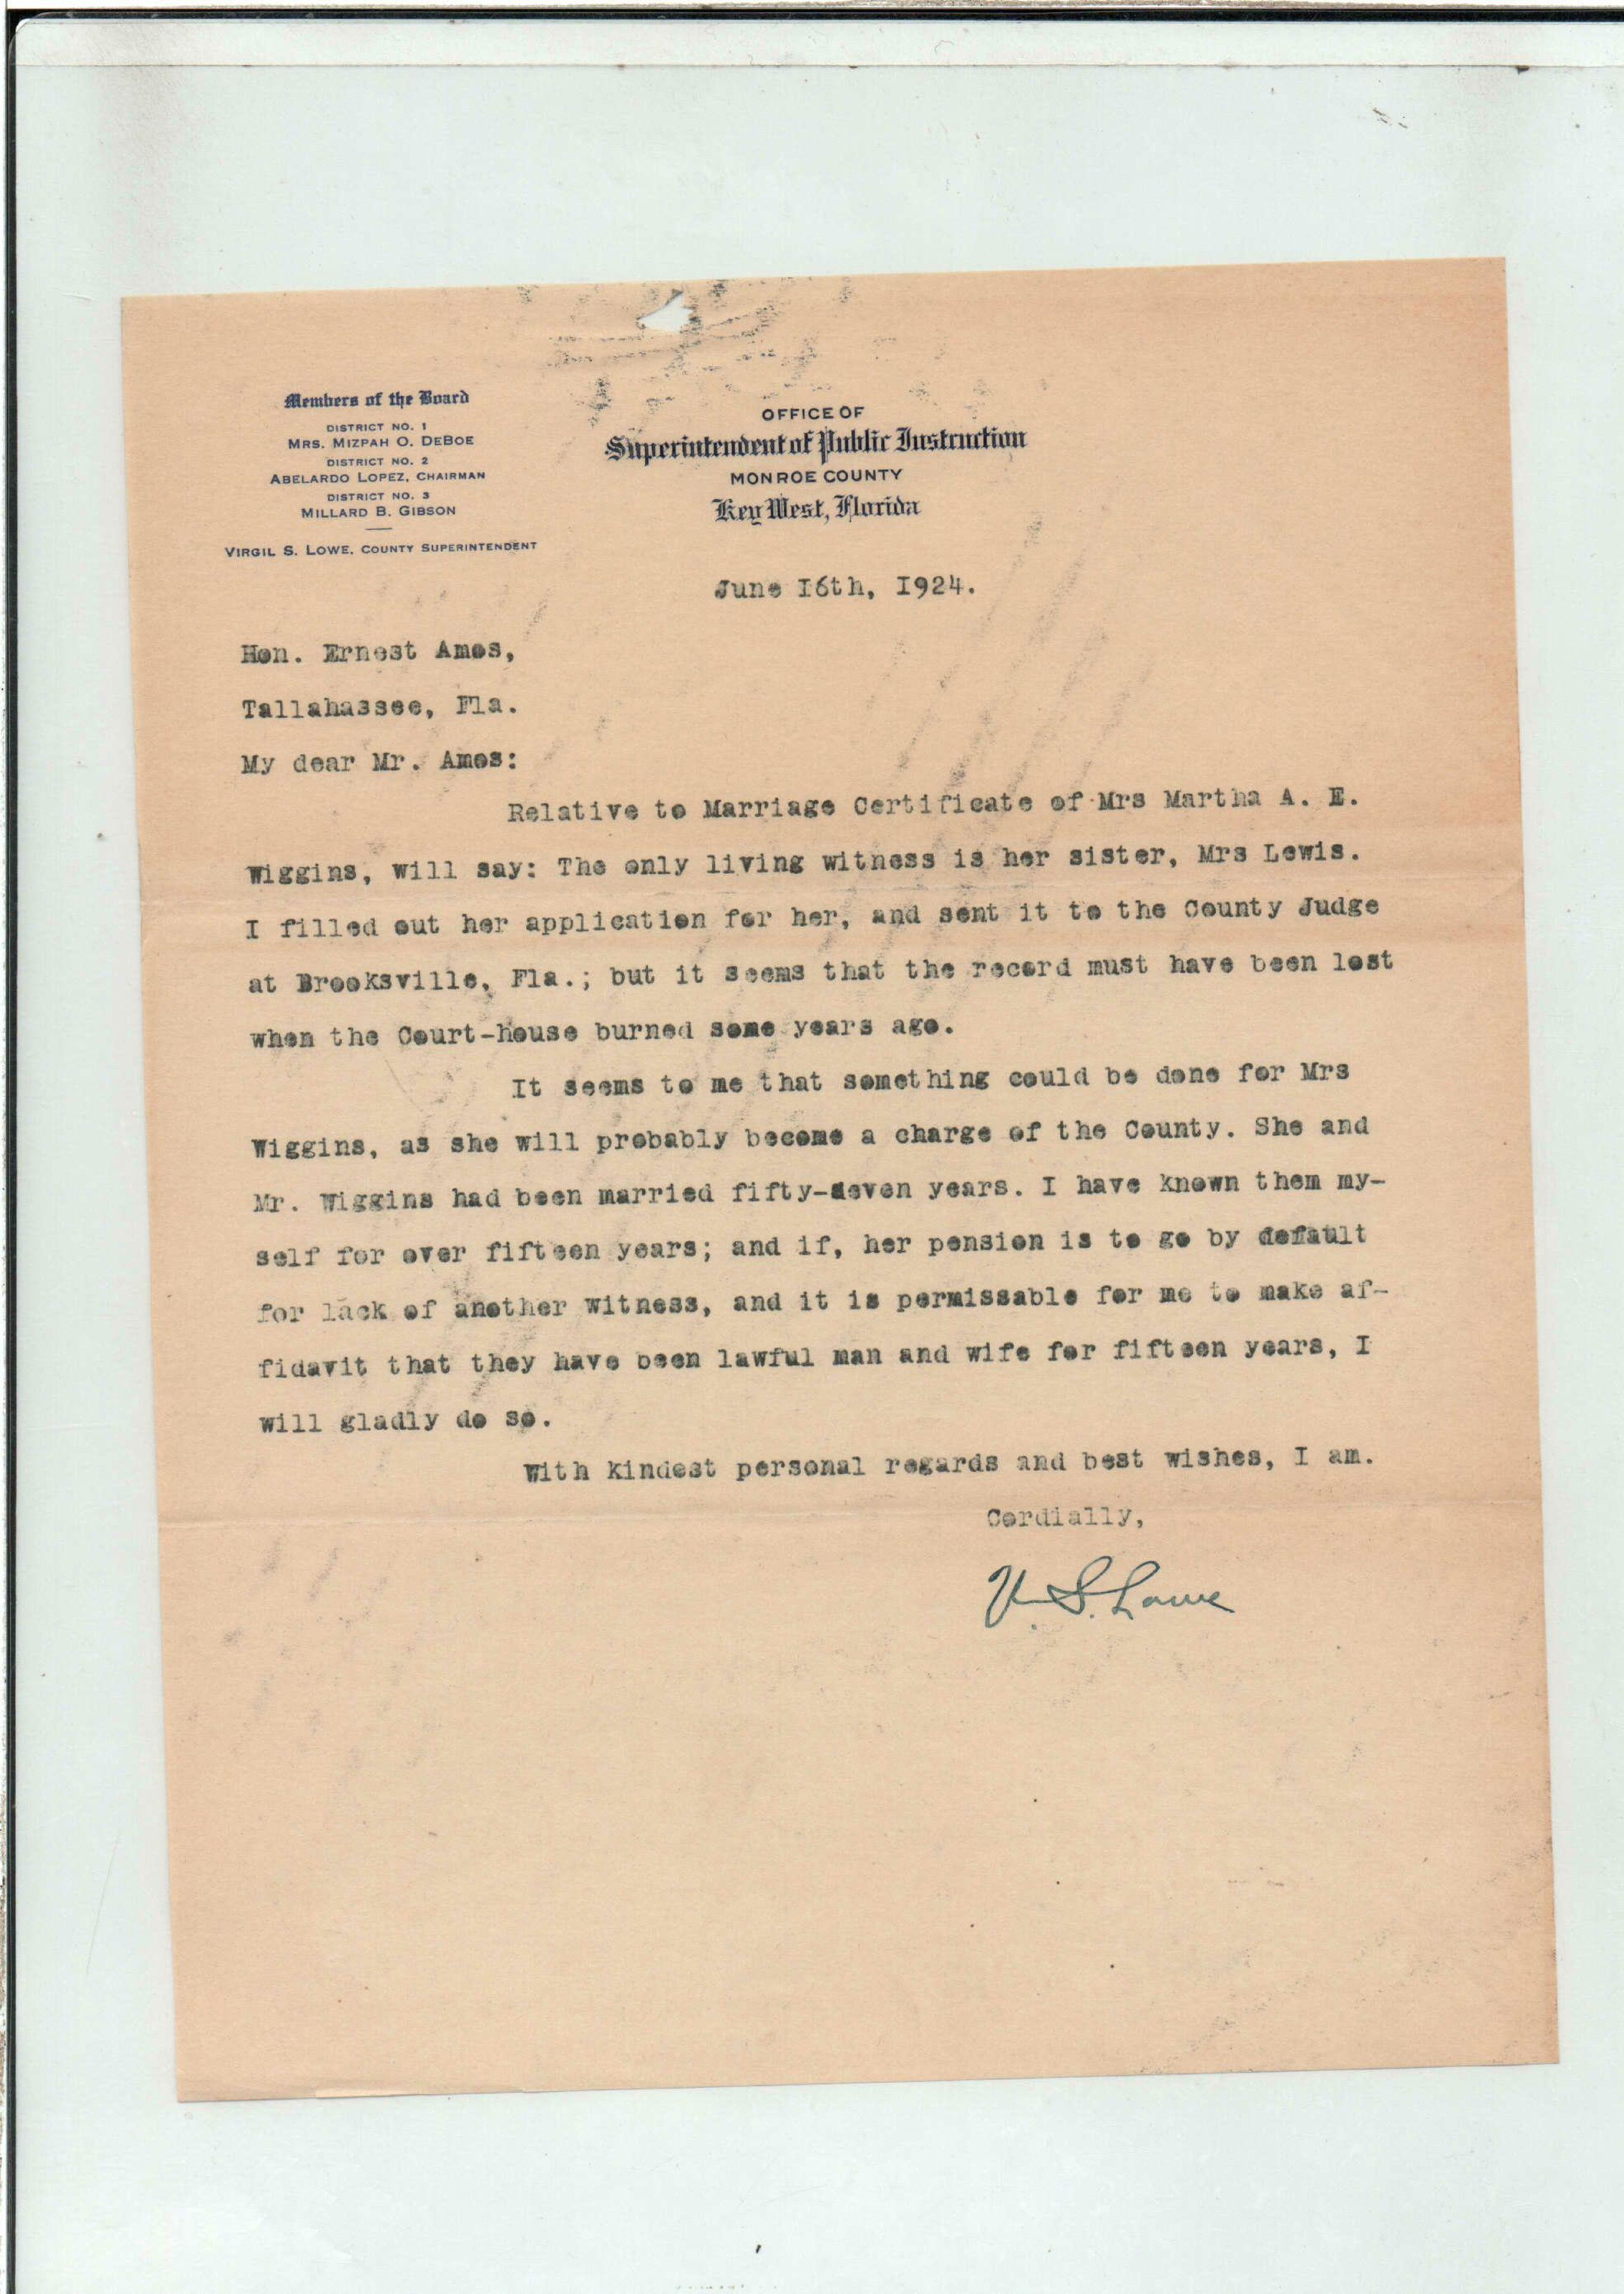 Members of the Board
DISTRICT NO. 1
MRS. MIZPAH O. DEBOE
DISTRICT NO. 2
ABELARDO LOPEZ, CHAIRMAN
DISTRICT NO. 3
MILLARD B. GIBSON
VIRGIL S. LOWE, COUNTY SUPERINTENDENT
OFFICE OF
Superintendent of Public Instruction
MONROE COUNTY
Key West, Florida
June 16th, 1924.
Hon. Ernest Amos,
Tallahassee, Fla.
My dear Mr. Amos:
Relative to Marriage Certificate of Mrs Martha A. E.
Wiggins, will say: The only living witness is her sister, Mrs Lewis.
I filled out her application for her, and sent it to the County Judge
at Brooksville, Fla.; but it seems that the record must have been lost
when the Court-house burned some years ago.
It seems to me that something could be done for Mrs
Wiggins, as she will probably become a charge of the County. She and
Mr. Wiggins had been married fifty-seven years. I have known them my-
self for over fifteen years; and if, her pension is to go by default
for lack of another witness, and it is permissable for me to make af-
fidavit that they have been lawful man and wife for fifteen years, I
will gladly do so.
With kindest personal regards and best wishes, I am.
Cordially,
V. S. Lowe